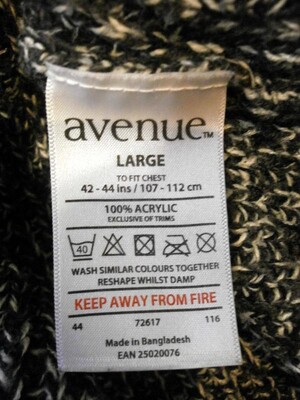 avenue™
LARGE
TO FIT CHEST
42 - 44 ins / 107 - 112 cm
100% ACRYLIC
EXCLUSIVE OF TRIMS
40
WASH SIMILAR COLOURS TOGETHER
RESHAPE WHILST DAMP
KEEP AWAY FROM FIRE
44 72617 116
Made in Bangladesh
EAN 25020076